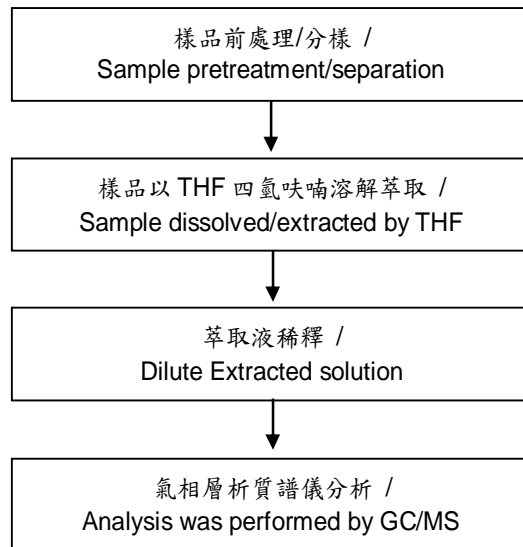 樣品前處理/分樣 /
Sample pretreatment/separation
樣品以 THF 四氫呋喃溶解萃取 /
Sample dissolved/extracted by THF
萃取液稀釋 /
Dilute Extracted solution
氣相層析質譜儀分析 /
Analysis was performed by GC/MS